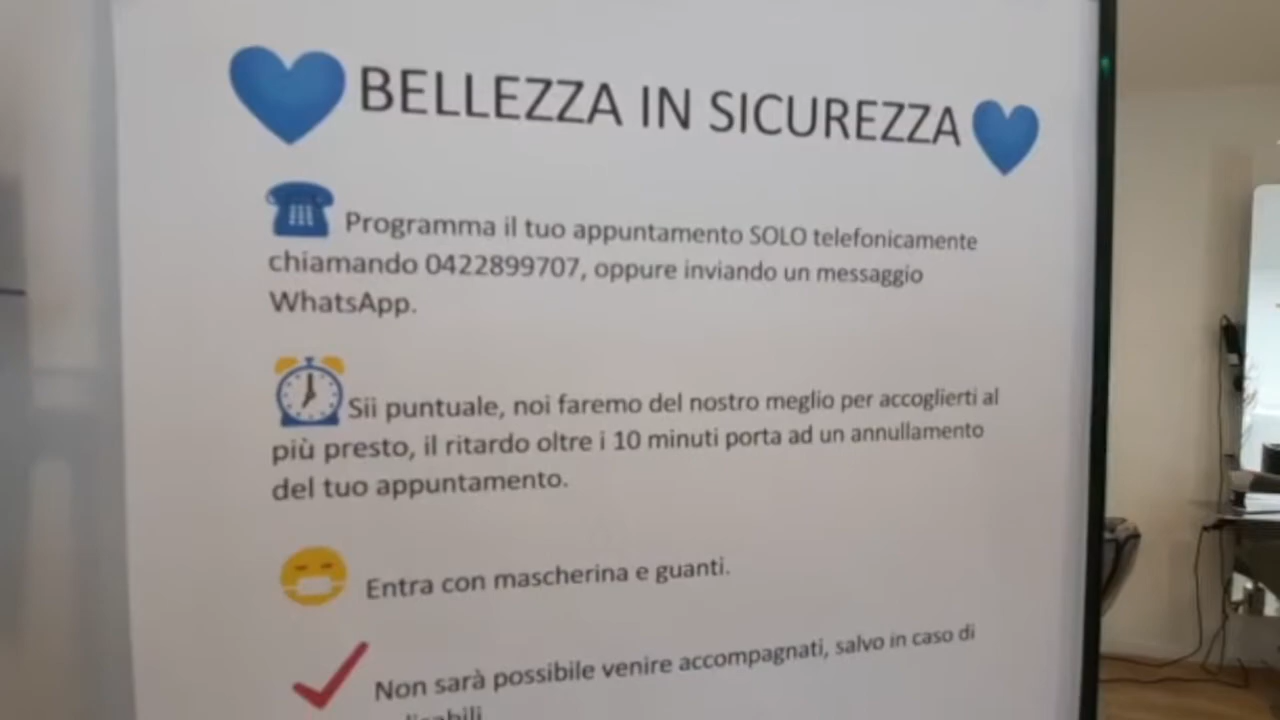 BELLEZZA IN SICUREZZA
Programma il tuo appuntamento SOLO telefonicamente
chiamando 0422899707, oppure inviando un messaggio
WhatsApp.
Sii puntuale, noi faremo del nostro meglio per accoglierti al
più presto, il ritardo oltre i 10 minuti porta ad un annullamento
del tuo appuntamento.
Entra con mascherina e guanti.
Non sarà possibile venire accompagnati, salvo in caso di